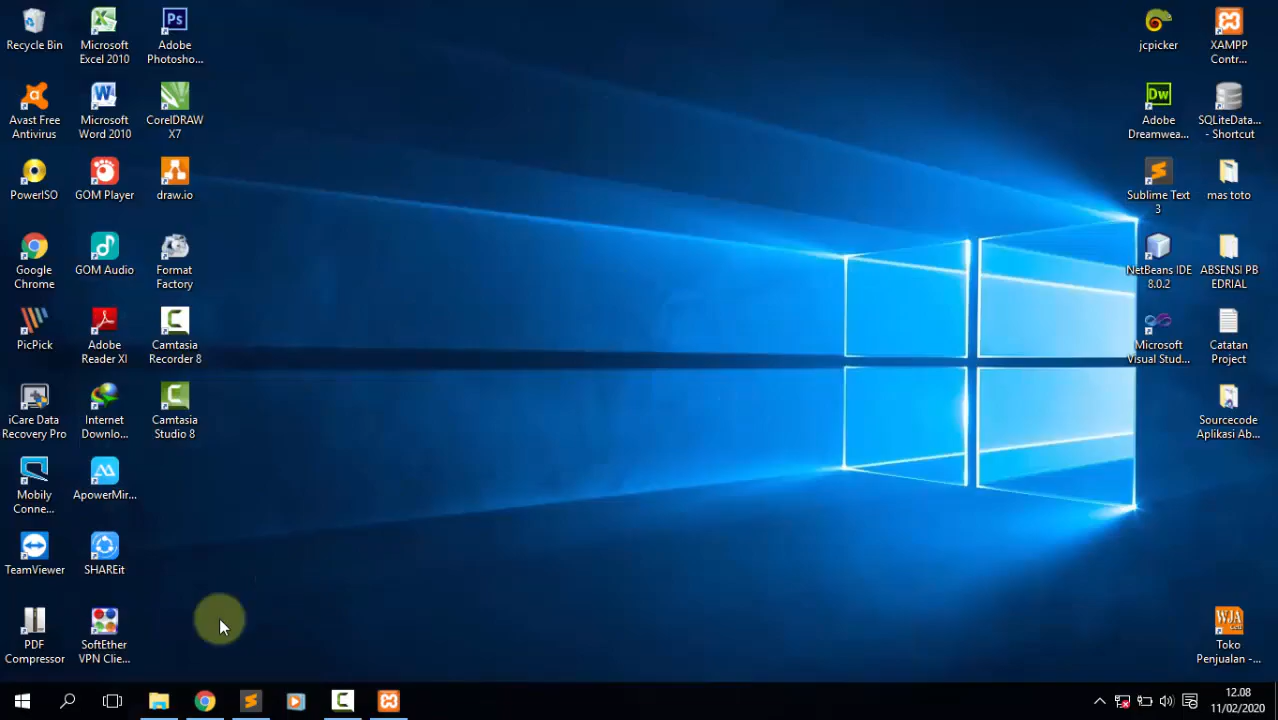 Recycle Bin
Microsoft
Excel 2010
Ps
Adobe
Photosho...
Avast Free
Antivirus
Microsoft
Word 2010
CorelDRAW
X7
PowerISO
GOM Player
draw.io
Google
Chrome
GOM Audio
Format
Factory
PicPick
Adobe
Reader XI
Camtasia
Recorder 8
iCare Data
Recovery Pro
Internet
Downlo...
Camtasia
Studio 8
Mobily
Conne...
ApowerMir...
TeamViewer
SHAREit
PDF
Compressor
SoftEther
VPN Clie...
jcpicker
XAMPP
Contr...
Dw
Adobe
Dreamwea...
SQLiteData...
- Shortcut
Sublime Text
3
mas toto
NetBeans IDE
8.0.2
ABSENSI PB
EDRIAL
Microsoft
Visual Stud...
Catatan
Project
Sourcecode
Aplikasi Ab...
WJA
Cell
Toko
Penjualan -...
12.08
11/02/2020